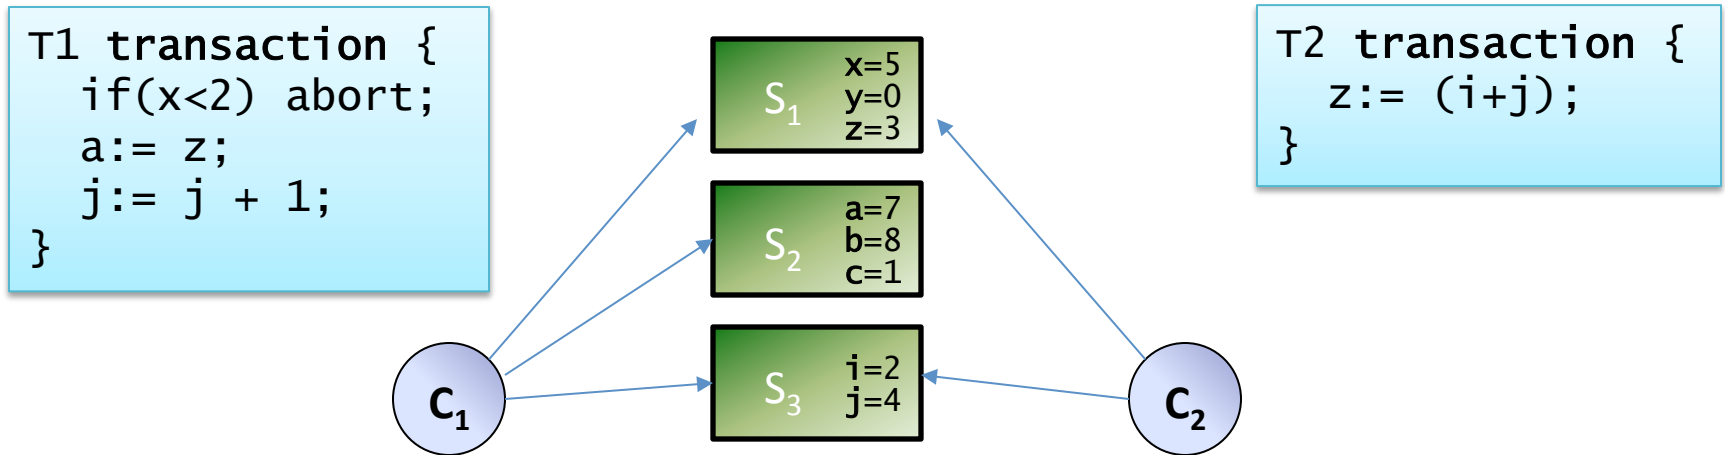 T1 transaction {
  if(x<2) abort;
  a:= z;
  j:= j + 1;
}
S1
x=5
y=0
z=3
S2
a=7
b=8
c=1
S3
i=2
j=4
C1
C2
T2 transaction {
  z:= (i+j);
}